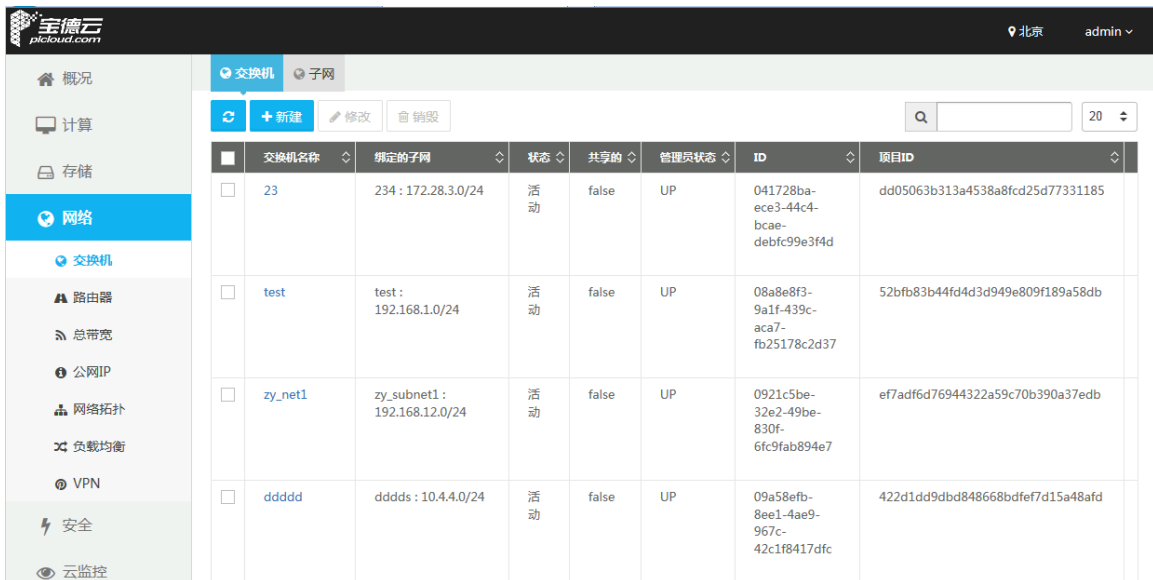 宝德云
plcloud.com
北京
admin
概况
计算
存储
网络
交换机
路由器
总带宽
公网IP
网络拓扑
负载均衡
VPN
安全
云监控
交换机
子网
新建
修改
销毁
20
交换机名称 绑定的子网 状态 共享的 管理员状态 ID 项目ID
23 234 : 172.28.3.0/24 活 false UP 041728ba- dd05063b313a4538a8fcd25d77331185
动 ece3-44c4-
bcae-
debfc99e3f4d
test test : 活 false UP 08a8e8f3- 52bfb83b44fd4d3d949e809f189a58db
192.168.1.0/24 动 9a1f-439c-
aca7-
fb25178c2d37
zy_net1 zy_subnet1 : 活 false UP 0921c5be- ef7adf6d76944322a59c70b390a37edb
192.168.12.0/24 动 32e2-49be-
830f-
6fc9fab894e7
ddddd dddds : 10.4.4.0/24 活 false UP 09a58efb- 422d1dd9dbd848668bdfef7d15a48afd
动 8ee1-4ae9-
967c-
42c1f8417dfc